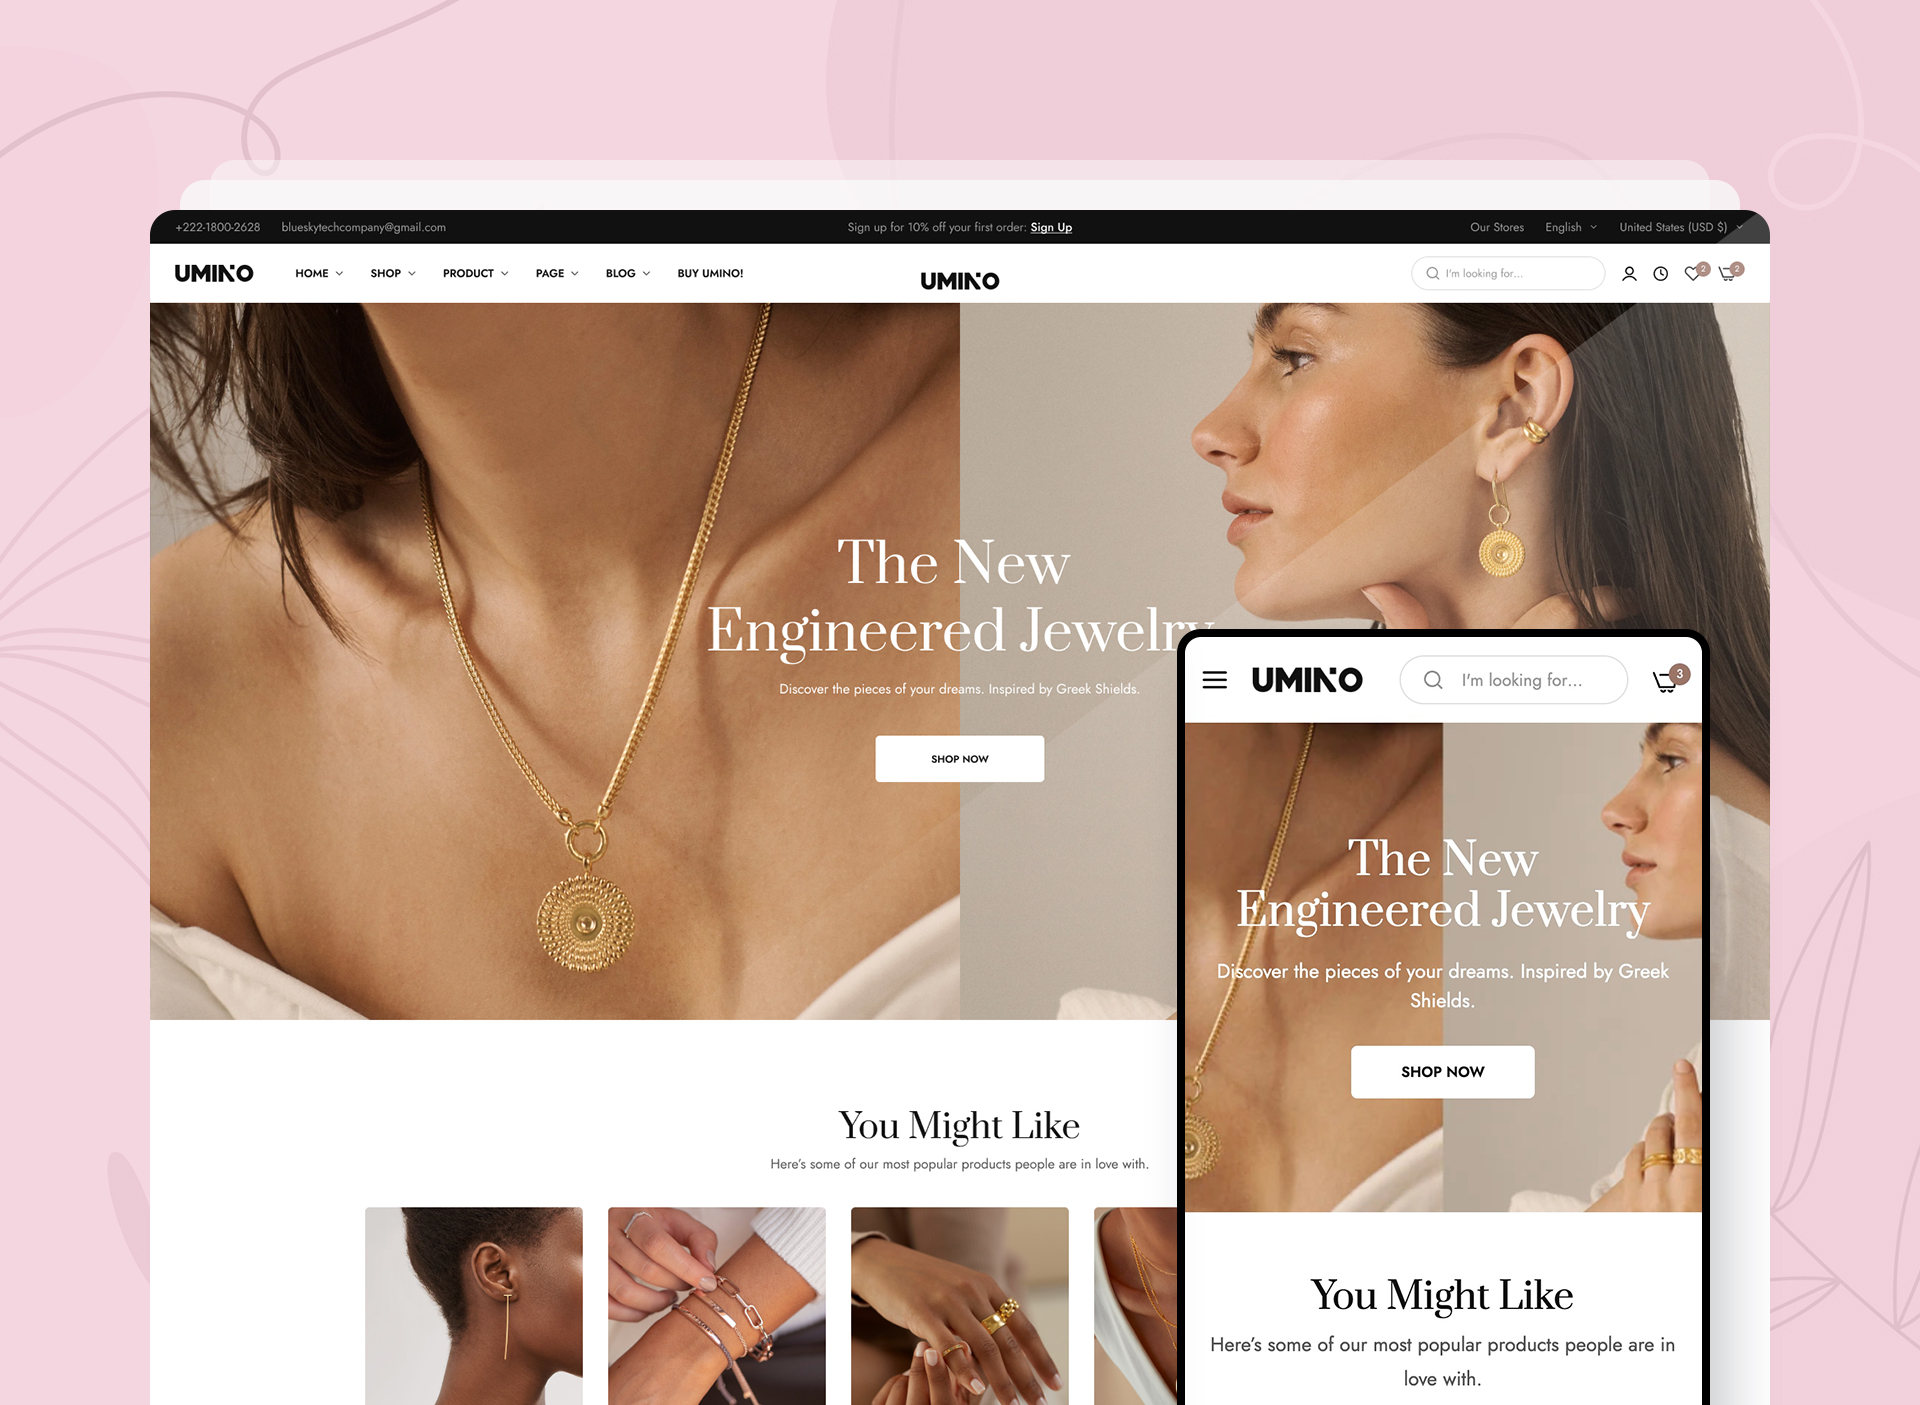 +222-1800-2628 blueskytechcompany@gmail.com Sign up for 10% off your first order: Sign Up Our Stores English United States (USD $)
UMINO HOME SHOP PRODUCT PAGE BLOG BUY UMINO! UMINO I'm looking for... 2 2
The New
Engineered Jewelry
Discover the pieces of your dreams. Inspired by Greek Shields.
SHOP NOW
You Might Like
Here's some of our most popular products people are in love with.
UMINO I'm looking for... 3
The New
Engineered Jewelry
Discover the pieces of your dreams. Inspired by Greek
Shields.
SHOP NOW
You Might Like
Here's some of our most popular products people are in
love with.